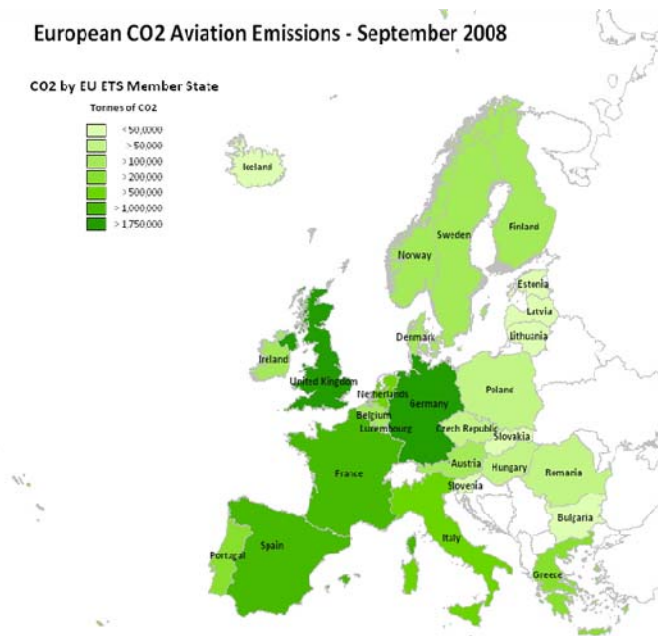 European CO2 Aviation Emissions - September 2008
CO2 by EU ETS Member State
Tonnes of CO2
< 50,000
> 50,000
> 100,000
> 200,000
> 500,000
> 1,000,000
> 1,750,000
Iceland
Finland
Sweden
Norway
Estonia
Latvia
Lithuania
Denmark
Ireland
United Kingdom
Netherlands
Poland
Germany
Belgium
Luxembourg
Czech Republic
Slovakia
Austria
Hungary
Romania
France
Slovenia
Bulgaria
Italy
Spain
Portugal
Greece